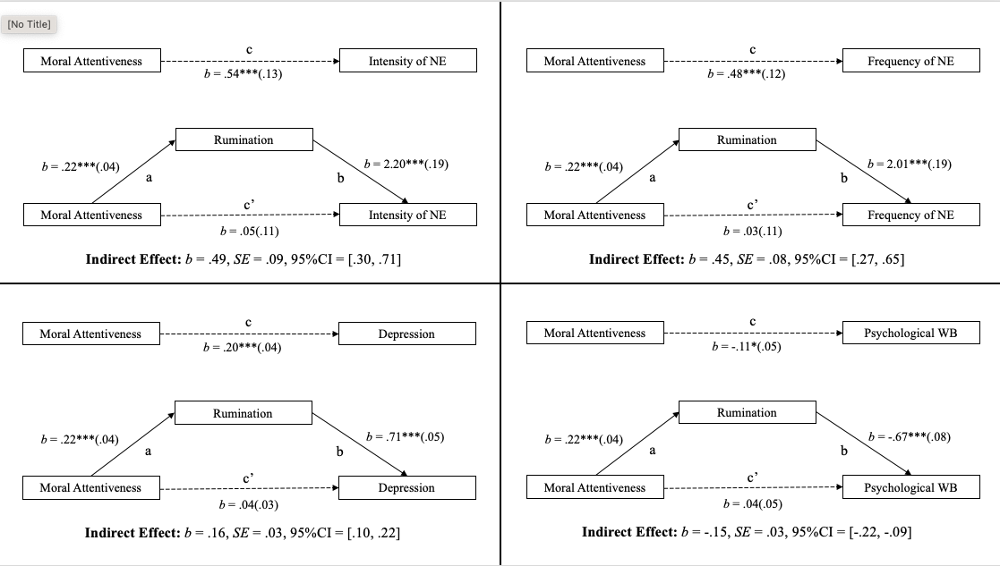 [No Title]
c
Moral Attentiveness
Intensity of NE
b = .54***(.13)
Rumination
b = .22***(.04)
b = 2.20***(.19)
a
b
c’
Moral Attentiveness
Intensity of NE
b = .05(.11)
Indirect Effect: b = .49, SE = .09, 95%CI = [.30, .71]
c
Moral Attentiveness
Frequency of NE
b = .48***(.12)
Rumination
b = .22***(.04)
b = 2.01***(.19)
a
b
c’
Moral Attentiveness
Frequency of NE
b = .03(.11)
Indirect Effect: b = .45, SE = .08, 95%CI = [.27, .65]
c
Moral Attentiveness
Depression
b = .20***(.04)
Rumination
b = .22***(.04)
b = .71***(.05)
a
b
c’
Moral Attentiveness
Depression
b = .04(.03)
Indirect Effect: b = .16, SE = .03, 95%CI = [.10, .22]
c
Moral Attentiveness
Psychological WB
b = -.11*(.05)
Rumination
b = .22***(.04)
b = -.67***(.08)
a
b
c’
Moral Attentiveness
Psychological WB
b = .04(.05)
Indirect Effect: b = -.15, SE = .03, 95%CI = [-.22, -.09]